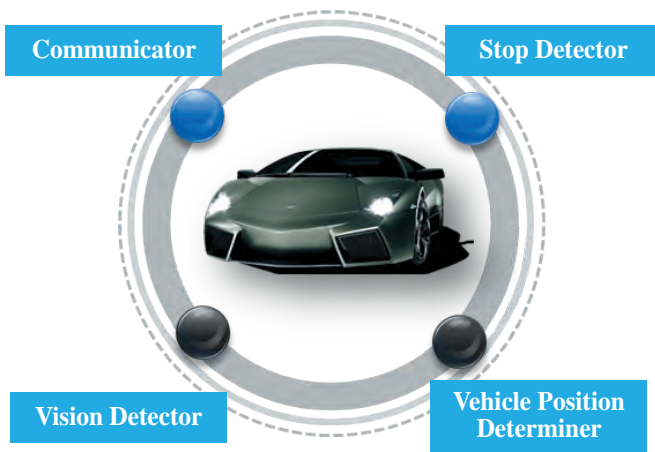 Communicator
Stop Detector
Vision Detector
Vehicle Position
Determiner